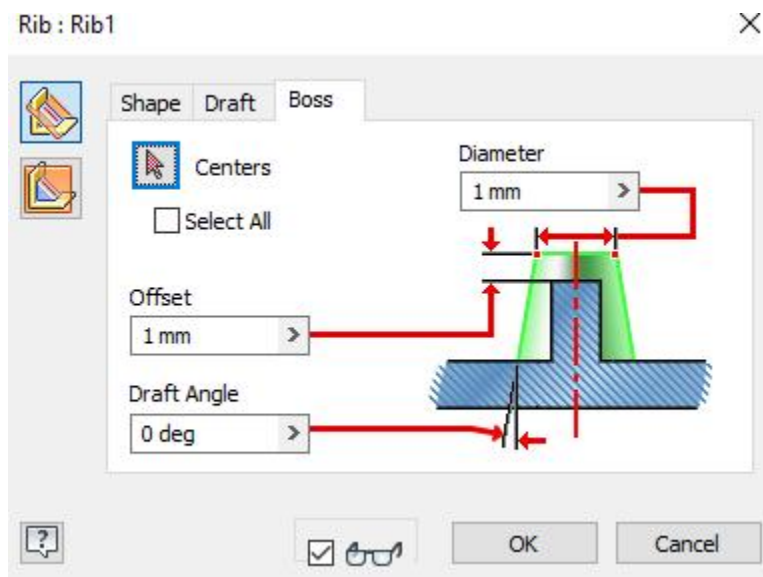 Rib : Rib1
Shape Draft Boss
Centers
Select All
Diameter
1 mm
Offset
1 mm
Draft Angle
0 deg
OK Cancel